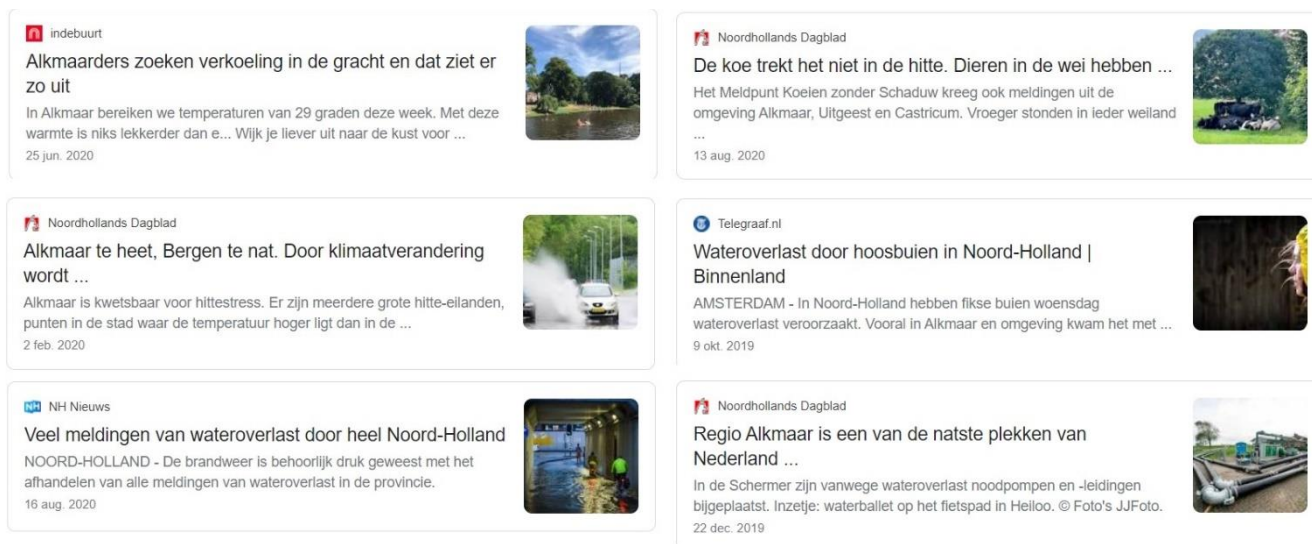 indebuurt
Alkmaarders zoeken verkoeling in de gracht en dat ziet er
zo uit
In Alkmaar bereiken we temperaturen van 29 graden deze week. Met deze
warmte is niks lekkerder dan e... Wijk je liever uit naar de kust voor ...
25 jun. 2020
Noordhollands Dagblad
De koe trekt het niet in de hitte. Dieren in de wei hebben ...
Het Meldpunt Koeien zonder Schaduw kreeg ook meldingen uit de
omgeving Alkmaar, Uitgeest en Castricum. Vroeger stonden in ieder weiland
...
13 aug. 2020
Noordhollands Dagblad
Alkmaar te heet, Bergen te nat. Door klimaatverandering
wordt ...
Alkmaar is kwetsbaar voor hittestress. Er zijn meerdere grote hitte-eilanden,
punten in de stad waar de temperatuur hoger ligt dan in de ...
2 feb. 2020
Telegraaf.nl
Wateroverlast door hoosbuien in Noord-Holland |
Binnenland
AMSTERDAM - In Noord-Holland hebben fikse buien woensdag
wateroverlast veroorzaakt. Vooral in Alkmaar en omgeving kwam het met ...
9 okt. 2019
NH NH Nieuws
Veel meldingen van wateroverlast door heel Noord-Holland
NOORD-HOLLAND - De brandweer is behoorlijk druk geweest met het
afhandelen van alle meldingen van wateroverlast in de provincie.
16 aug. 2020
Noordhollands Dagblad
Regio Alkmaar is een van de natste plekken van
Nederland ...
In de Schermer zijn vanwege wateroverlast noodpompen en -leidingen
bijgeplaatst. Inzetje: waterballet op het fietspad in Heiloo. © Foto's JJFoto.
22 dec. 2019